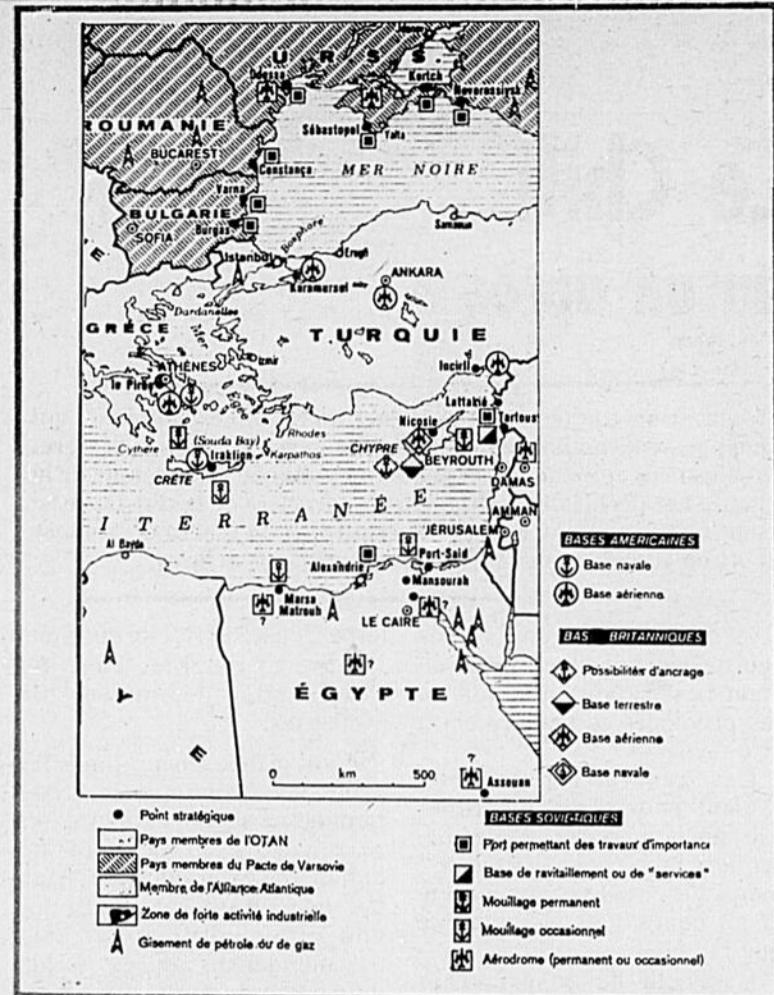 U R S S
Odessa
Kertch
Novorossiysk
ROUMANIE
Sébastopol
Yalta
BUCAREST
Constança
MER NOIRE
Varna
BULGARIE
Burgas
SOFIA
Bosphore
Istanbul
Eregli
Samsoun
Karamursel
ANKARA
Dardanelles
GRÈCE
Mer
TURQUIE
ATHÈNES
Izmir
le Pirée
Incirli
Égée
Lattakié
Nicosie
Tartous
(Souda Bay)
Rhodes
CHYPRE
BEYROUTH
Cythère
Iraklion
Karpathos
CRÈTE
DAMAS
AMMAN
I T E R R A N É E
JÉRUSALEM
Al Bayda
Alexandrie
Port-Saïd
Mansourah
Marsa
Matrouh
?
LE CAIRE
?
?
Y
E
ÉGYPTE
0 km 500
?
Assouan
BASES AMERICAINES
Base navale
Base aérienne
BAS BRITANNIQUES
Possibilités d'ancrage
Base terrestre
Base aérienne
Base navale
Point stratégique
Pays membres de l'OTAN
Pays membres du Pacte de Varsovie
Membre de l'Alliance Atlantique
Zone de forte activité industrielle
Gisement de pétrole ou de gaz
BASES SOVIETIQUES
Port permettant des travaux d'importance
Base de ravitaillement ou de "services"
Mouillage permanent
Mouillage occasionnel
Aérodrome (permanent ou occasionnel)